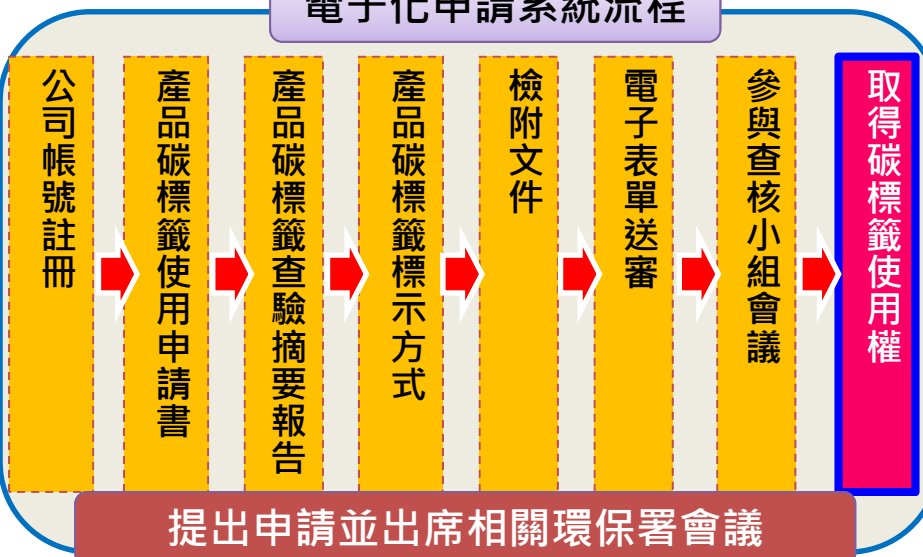 電子化申請系統流程
公司帳號註冊
產品碳標籤使用申請書
產品碳標籤查驗摘要報告
產品碳標籤標示方式
檢附文件
電子表單送審
參與查核小組會議
取得碳標籤使用權
提出申請並出席相關環保署會議